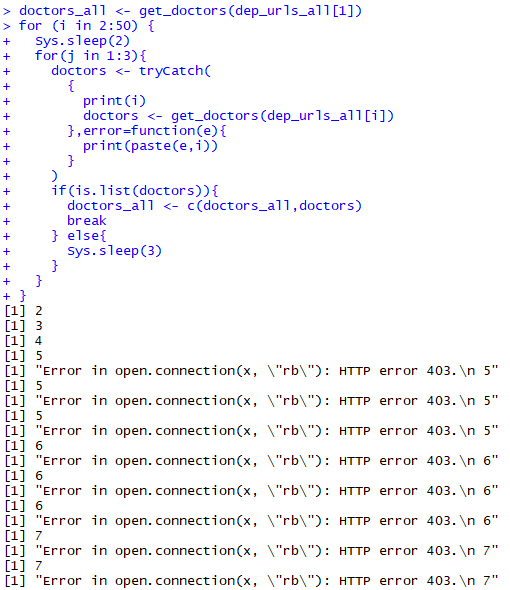 > doctors_all <- get_doctors(dep_urls_all[1])
> for (i in 2:50) {
+   Sys.sleep(2)
+   for(j in 1:3){
+     doctors <- tryCatch(
+       {
+         print(i)
+         doctors <- get_doctors(dep_urls_all[i])
+       },error=function(e){
+         print(paste(e,i))
+       }
+     )
+     if(is.list(doctors)){
+       doctors_all <- c(doctors_all,doctors)
+       break
+     } else{
+       Sys.sleep(3)
+     }
+   }
+ }
[1] 2
[1] 3
[1] 4
[1] 5
[1] "Error in open.connection(x, \"rb\"): HTTP error 403.\n 5"
[1] 5
[1] "Error in open.connection(x, \"rb\"): HTTP error 403.\n 5"
[1] 5
[1] "Error in open.connection(x, \"rb\"): HTTP error 403.\n 5"
[1] 6
[1] "Error in open.connection(x, \"rb\"): HTTP error 403.\n 6"
[1] 6
[1] "Error in open.connection(x, \"rb\"): HTTP error 403.\n 6"
[1] 6
[1] "Error in open.connection(x, \"rb\"): HTTP error 403.\n 6"
[1] 7
[1] "Error in open.connection(x, \"rb\"): HTTP error 403.\n 7"
[1] 7
[1] "Error in open.connection(x, \"rb\"): HTTP error 403.\n 7"